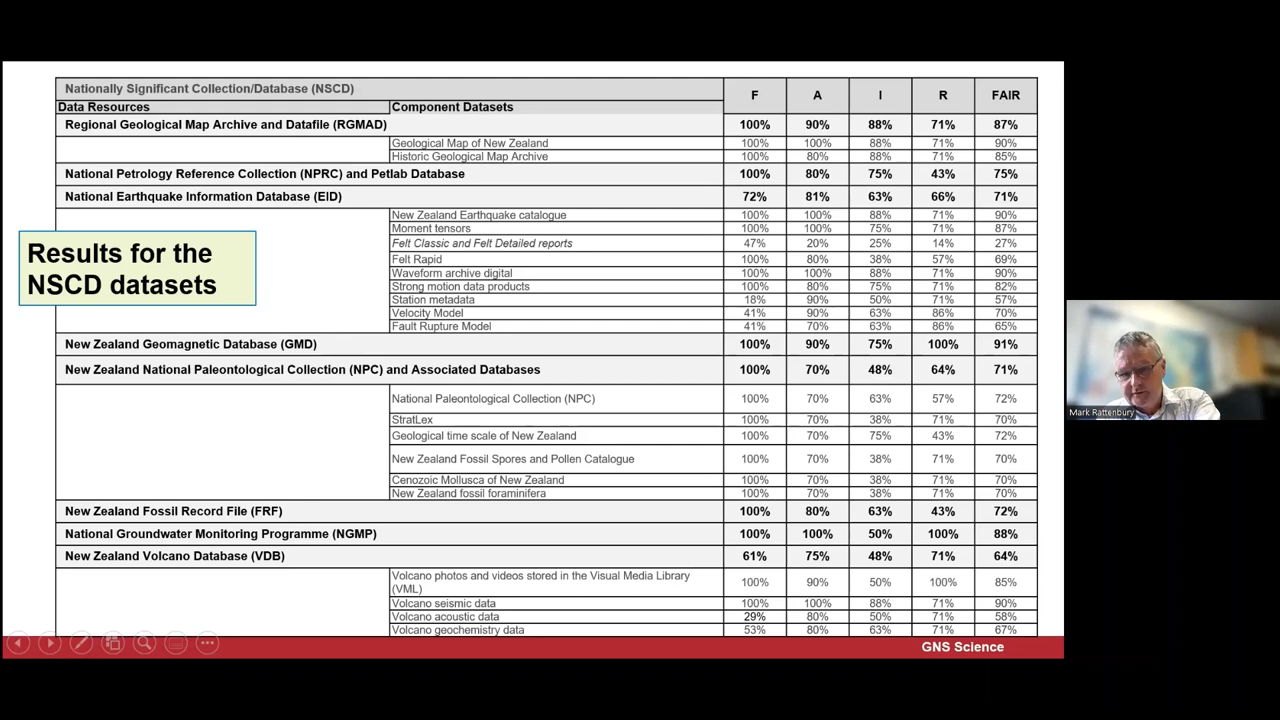 Nationally Significant Collection/Database (NSCD) F A I R FAIR
Data Resources Component Datasets
Regional Geological Map Archive and Datafile (RGMAD) 100% 90% 88% 71% 87%
Geological Map of New Zealand 100% 100% 88% 71% 90%
Historic Geological Map Archive 100% 80% 88% 71% 85%
National Petrology Reference Collection (NPRC) and Petlab Database 100% 80% 75% 43% 75%
National Earthquake Information Database (EID) 72% 81% 63% 66% 71%
New Zealand Earthquake catalogue 100% 100% 88% 71% 90%
Moment tensors 100% 100% 75% 71% 87%
Felt Classic and Felt Detailed reports 47% 20% 25% 14% 27%
Felt Rapid 100% 80% 38% 57% 69%
Waveform archive digital 100% 100% 88% 71% 90%
Strong motion data products 100% 80% 75% 71% 82%
Station metadata 18% 90% 50% 71% 57%
Velocity Model 41% 90% 63% 86% 70%
Fault Rupture Model 41% 70% 63% 86% 65%
Results for the
NSCD datasets
New Zealand Geomagnetic Database (GMD) 100% 90% 75% 100% 91%
New Zealand National Paleontological Collection (NPC) and Associated Databases 100% 70% 48% 64% 71%
National Paleontological Collection (NPC) 100% 70% 63% 57% 72%
StratLex 100% 70% 38% 71% 70%
Geological time scale of New Zealand 100% 70% 75% 43% 72%
New Zealand Fossil Spores and Pollen Catalogue 100% 70% 38% 71% 70%
Cenozoic Mollusca of New Zealand 100% 70% 38% 71% 70%
New Zealand fossil foraminifera 100% 70% 38% 71% 70%
New Zealand Fossil Record File (FRF) 100% 80% 63% 43% 72%
National Groundwater Monitoring Programme (NGMP) 100% 100% 50% 100% 88%
New Zealand Volcano Database (VDB) 61% 75% 48% 71% 64%
Volcano photos and videos stored in the Visual Media Library
(VML) 100% 90% 50% 100% 85%
Volcano seismic data 100% 100% 88% 71% 90%
Volcano acoustic data 29% 80% 50% 71% 58%
Volcano geochemistry data 53% 80% 63% 71% 67%
GNS Science
Mark Rattenbury